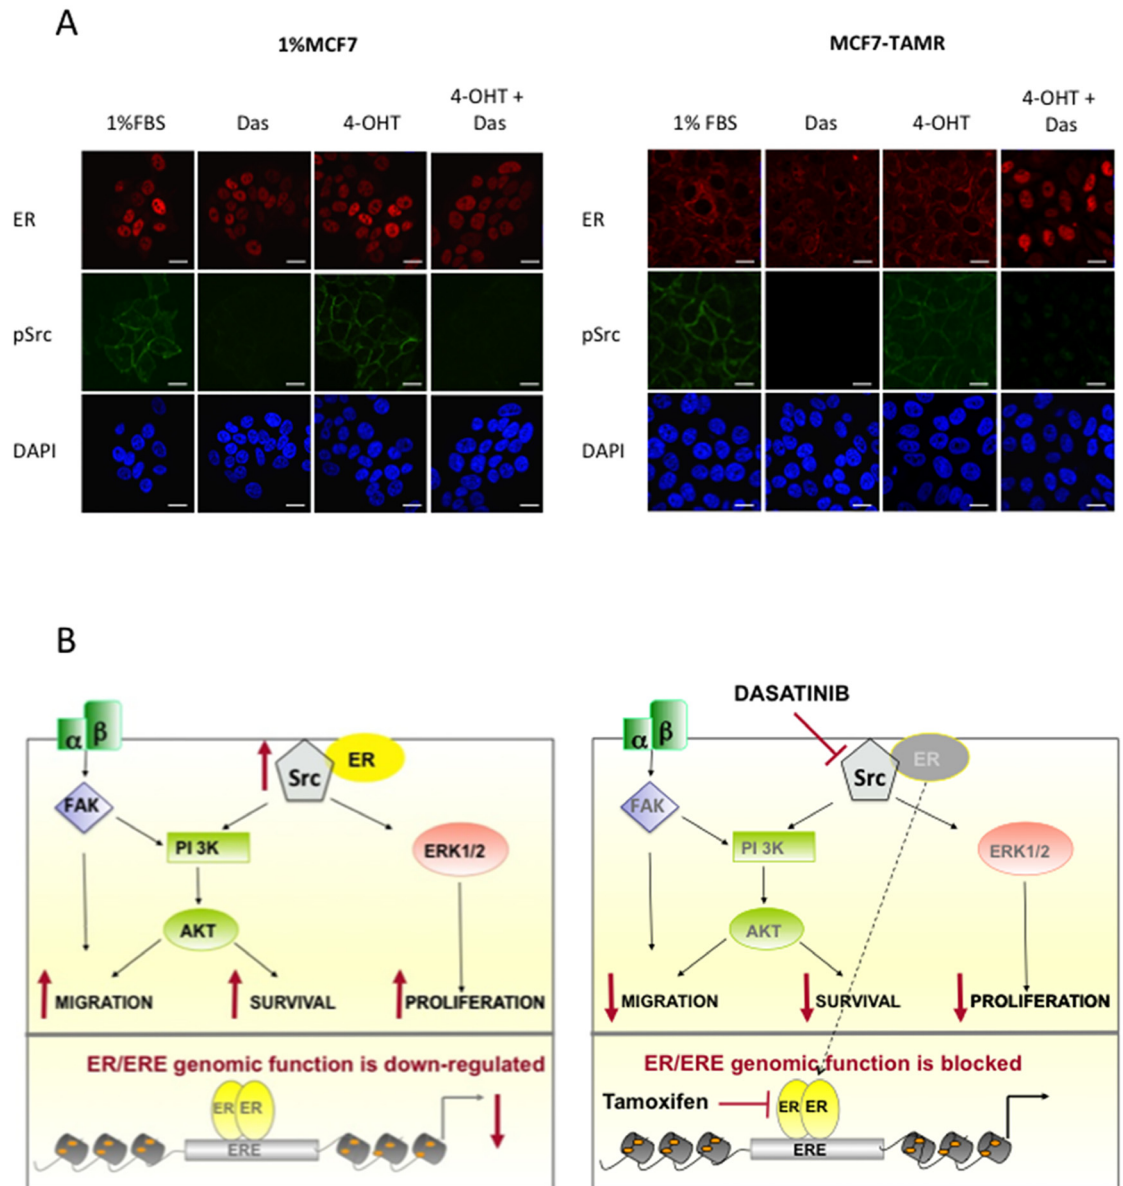 A
1%MCF7
MCF7-TAMR
1%FBS Das 4-OHT 4-OHT + Das
1% FBS Das 4-OHT 4-OHT + Das
ER
pSrc
DAPI
ER
pSrc
DAPI
B
α β
Src ER
FAK
PI 3K
ERK1/2
AKT
MIGRATION SURVIVAL PROLIFERATION
ER/ERE genomic function is down-regulated
ER ER
ERE
DASATINIB
α β
Src ER
FAK
PI 3K
ERK1/2
AKT
MIGRATION SURVIVAL PROLIFERATION
ER/ERE genomic function is blocked
Tamoxifen
ER ER
ERE